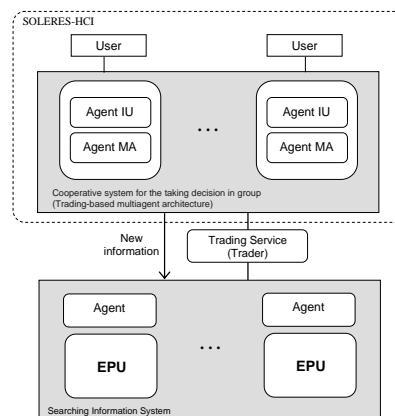 SOLERES-HCI
User
User
Agent IU
Agent IU
...
Agent MA
Agent MA
Cooperative system for the taking decision in group
(Trading-based multiagent architecture)
New
information
Trading Service
(Trader)
Agent
Agent
...
EPU
EPU
Searching Information System